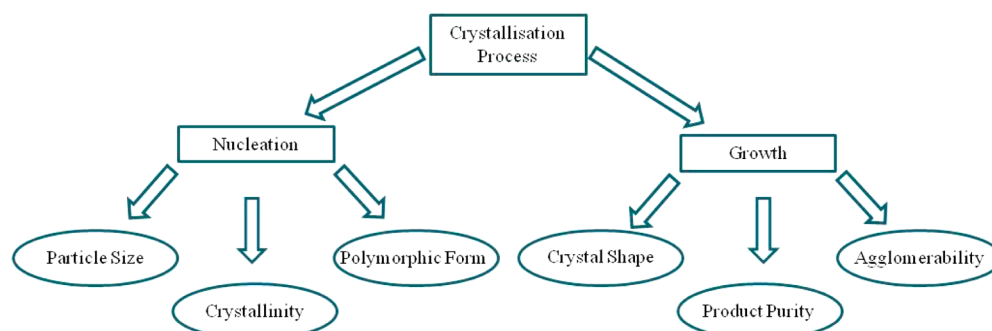 Crystallisation
Process
Nucleation
Growth
Particle Size
Polymorphic Form
Crystal Shape
Agglomerability
Crystallinity
Product Purity